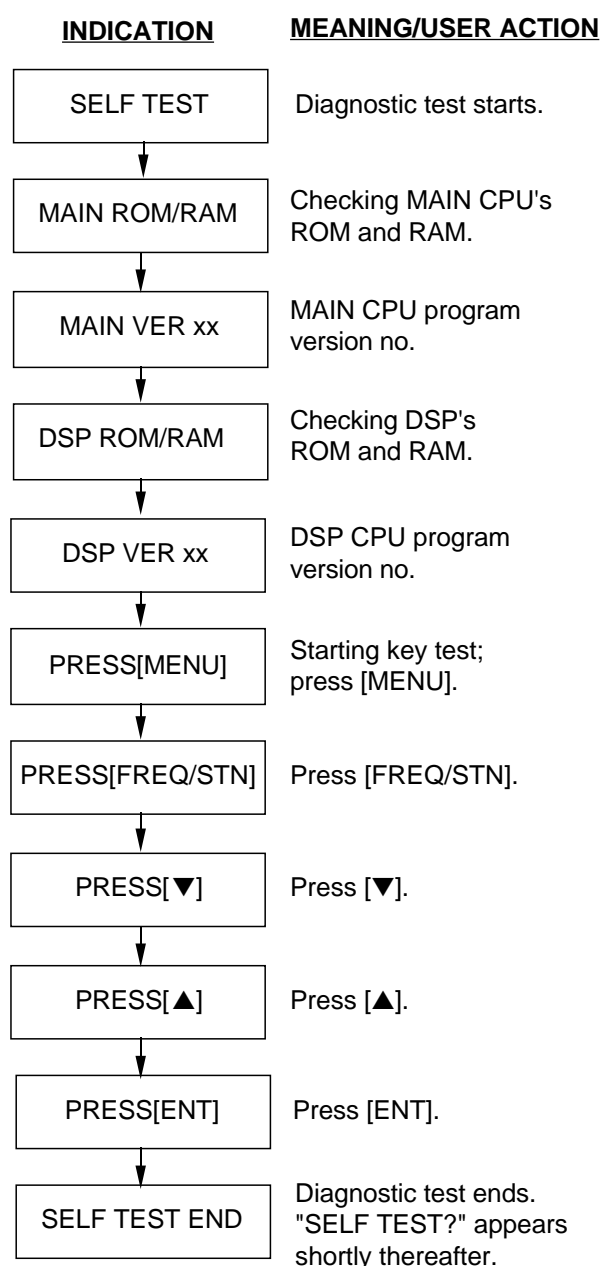 INDICATION MEANING/USER ACTION
SELF TEST Diagnostic test starts.
MAIN ROM/RAM Checking MAIN CPU's
ROM and RAM.
MAIN VER xx MAIN CPU program
version no.
DSP ROM/RAM Checking DSP's
ROM and RAM.
DSP VER xx DSP CPU program
version no.
PRESS[MENU] Starting key test;
press [MENU].
PRESS[FREQ/STN] Press [FREQ/STN].
PRESS[▼] Press [▼].
PRESS[▲] Press [▲].
PRESS[ENT] Press [ENT].
SELF TEST END Diagnostic test ends.
"SELF TEST?" appears
shortly thereafter.